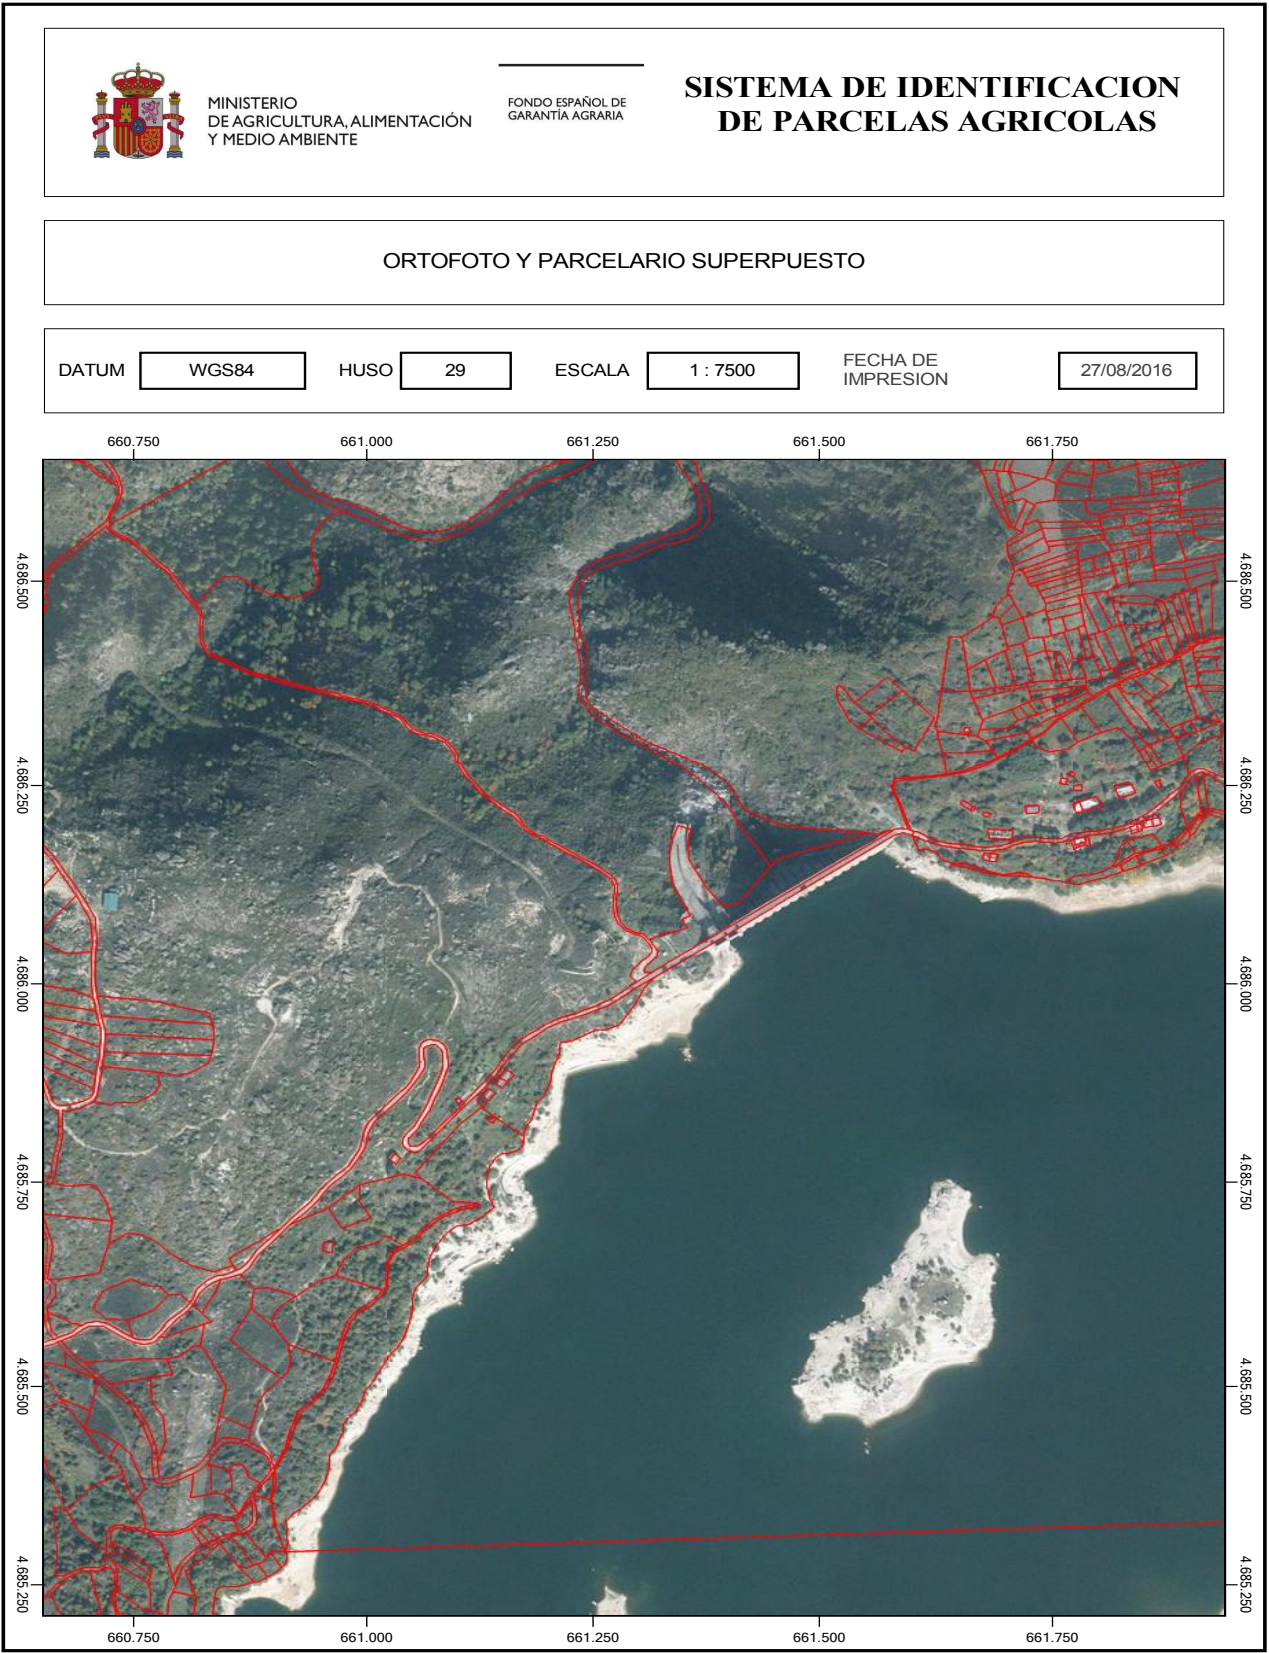 MINISTERIO
DE AGRICULTURA, ALIMENTACIÓN
Y MEDIO AMBIENTE
FONDO ESPAÑOL DE
GARANTÍA AGRARIA
SISTEMA DE IDENTIFICACION
DE PARCELAS AGRICOLAS
ORTOFOTO Y PARCELARIO SUPERPUESTO
DATUM WGS84 HUSO 29 ESCALA 1 : 7500 FECHA DE
IMPRESION 27/08/2016
660.750 661.000 661.250 661.500 661.750
4.686.500 4.686.500
4.686.250 4.686.250
4.686.000 4.686.000
4.685.750 4.685.750
4.685.500 4.685.500
4.685.250 4.685.250
660.750 661.000 661.250 661.500 661.750